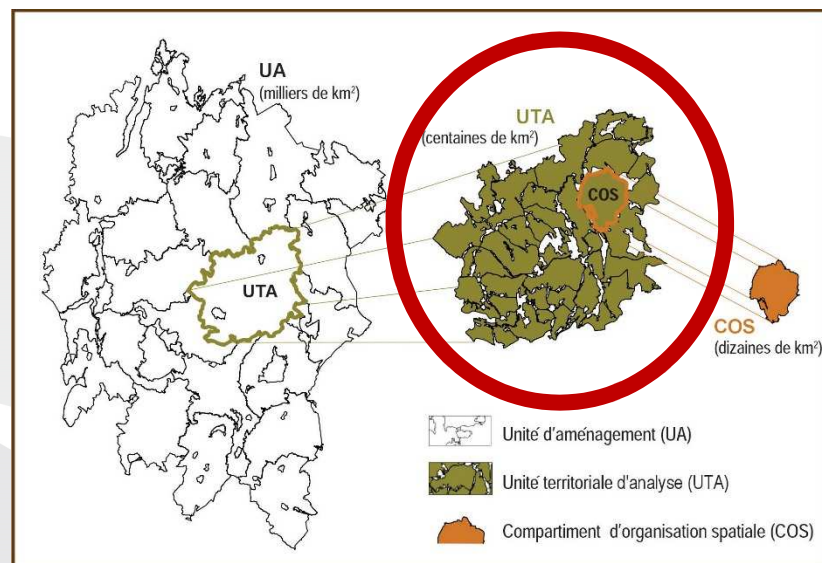 UA
(milliers de km²)
UTA
UTA
(centaines de km²)
COS
COS
(dizaines de km²)
Unité d'aménagement (UA)
Unité territoriale d'analyse (UTA)
Compartiment d'organisation spatiale (COS)